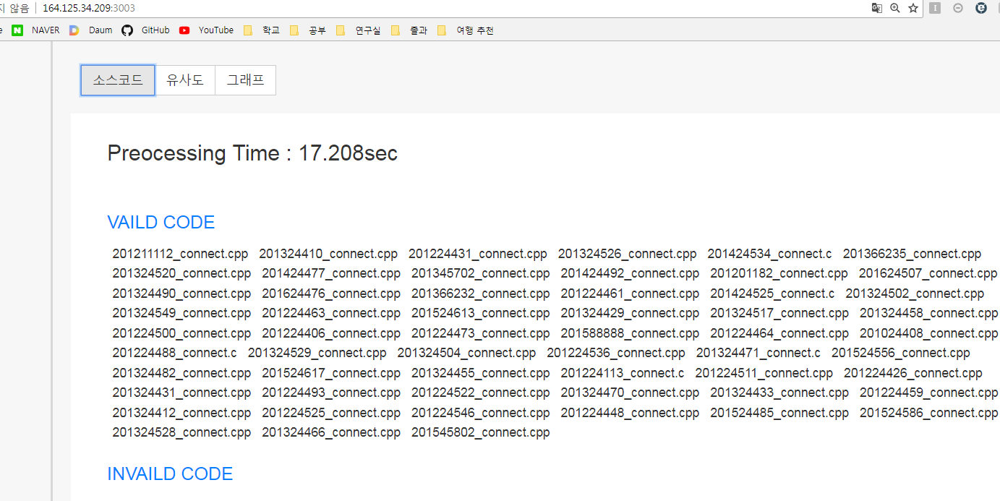 지 않음 164.125.34.209:3003
e NAVER Daum GitHub YouTube 학교 공부 연구실 졸과 여행 추천
소스코드 유사도 그래프
Preocessing Time : 17.208sec
VAILD CODE
201211112_connect.cpp 201324410_connect.cpp 201224431_connect.cpp 201324526_connect.cpp 201424534_connect.c 201366235_connect.cpp
201324520_connect.cpp 201424477_connect.cpp 201345702_connect.cpp 201424492_connect.cpp 201201182_connect.cpp 201624507_connect.cpp
201324490_connect.cpp 201624476_connect.cpp 201366232_connect.cpp 201224461_connect.cpp 201424525_connect.c 201324502_connect.cpp
201324549_connect.cpp 201224463_connect.cpp 201524613_connect.cpp 201324429_connect.cpp 201324517_connect.cpp 201324458_connect.cpp
201224500_connect.cpp 201224406_connect.cpp 201224473_connect.cpp 201588888_connect.cpp 201224464_connect.cpp 201024408_connect.cpp
201224488_connect.c 201324529_connect.cpp 201324504_connect.cpp 201224536_connect.cpp 201324471_connect.c 201524556_connect.cpp
201324482_connect.cpp 201524617_connect.cpp 201324455_connect.cpp 201224113_connect.c 201224511_connect.cpp 201224426_connect.cpp
201324431_connect.cpp 201224493_connect.cpp 201224522_connect.cpp 201324470_connect.cpp 201324433_connect.cpp 201224459_connect.cpp
201324412_connect.cpp 201224525_connect.cpp 201224546_connect.cpp 201224448_connect.cpp 201524485_connect.cpp 201524586_connect.cpp
201324528_connect.cpp 201324466_connect.cpp 201545802_connect.cpp
INVAILD CODE